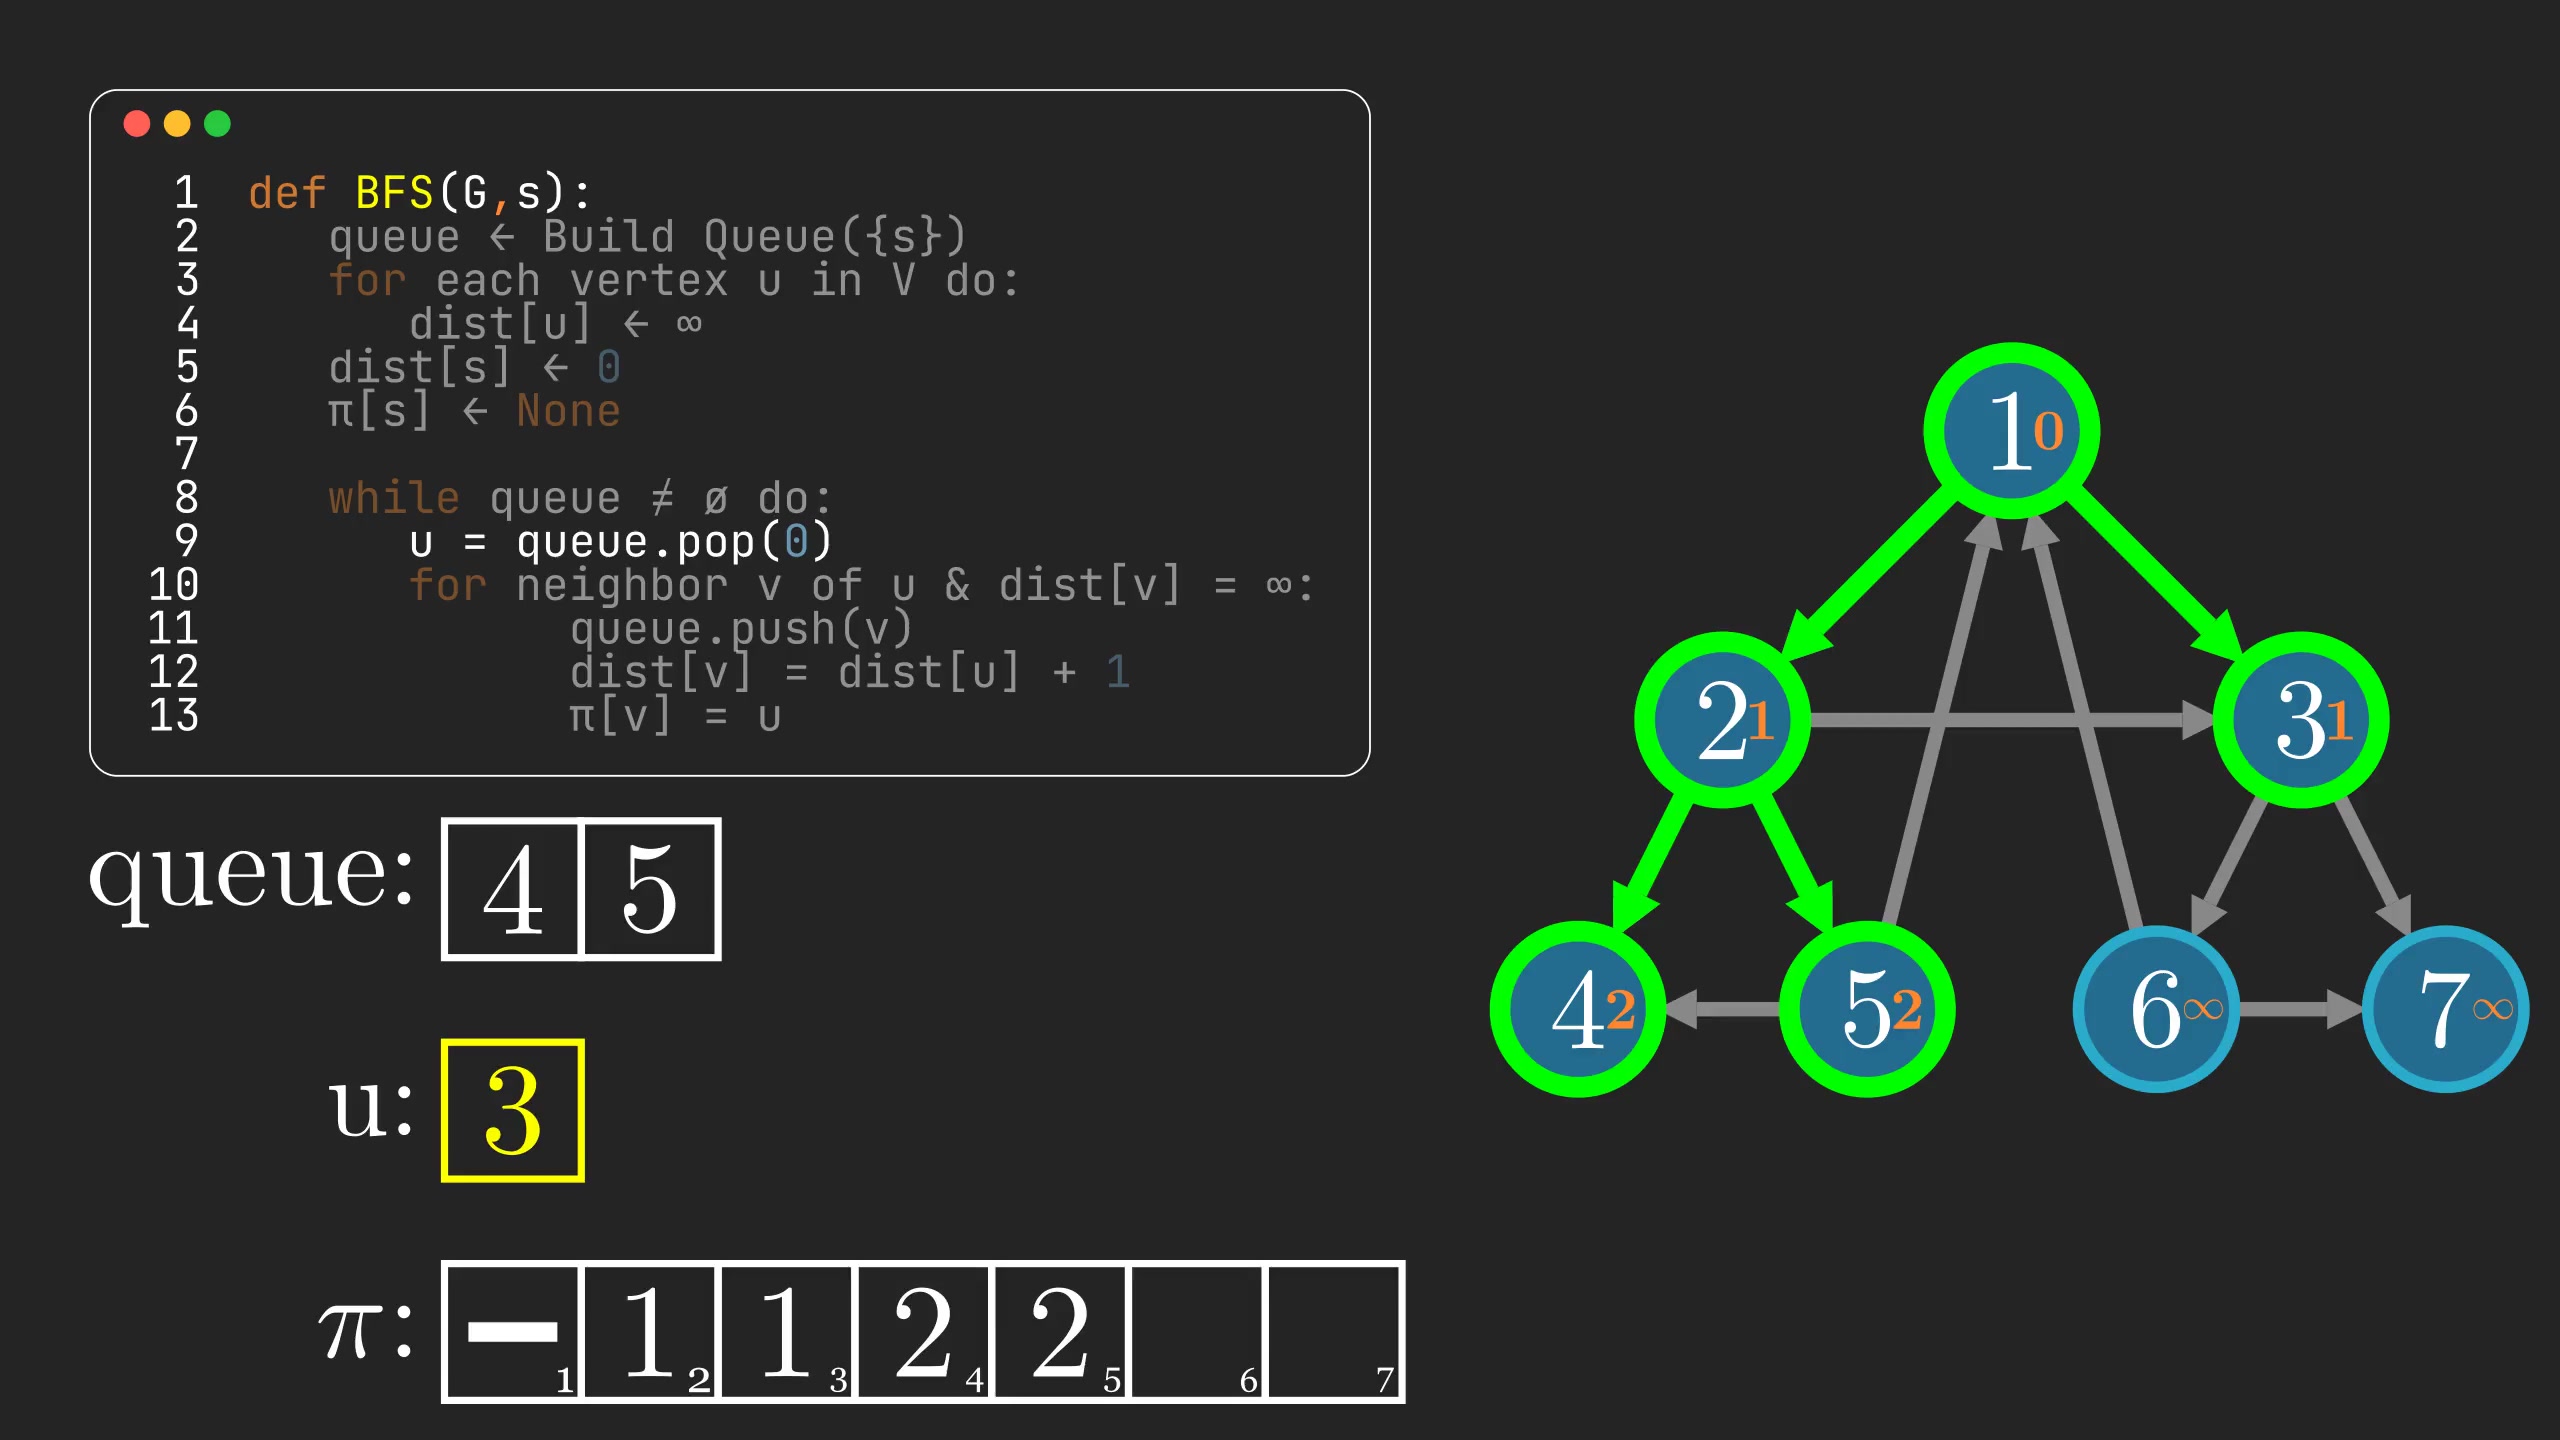 1 def BFS(G,s):
2 queue ← Build Queue({s})
3 for each vertex u in V do:
4 dist[u] ← ∞
5 dist[s] ← 0
6 π[s] ← None
7
8 while queue ≠ ø do:
9 u = queue.pop(0)
10 for neighbor v of u & dist[v] = ∞:
11 queue.push(v)
12 dist[v] = dist[u] + 1
13 π[v] = u
queue: 4 5
u: 3
π: – 1 1 2 1 3 2 4 2 5 6 7
1 0
2 1
3 1
4 2
5 2
6 ∞
7 ∞